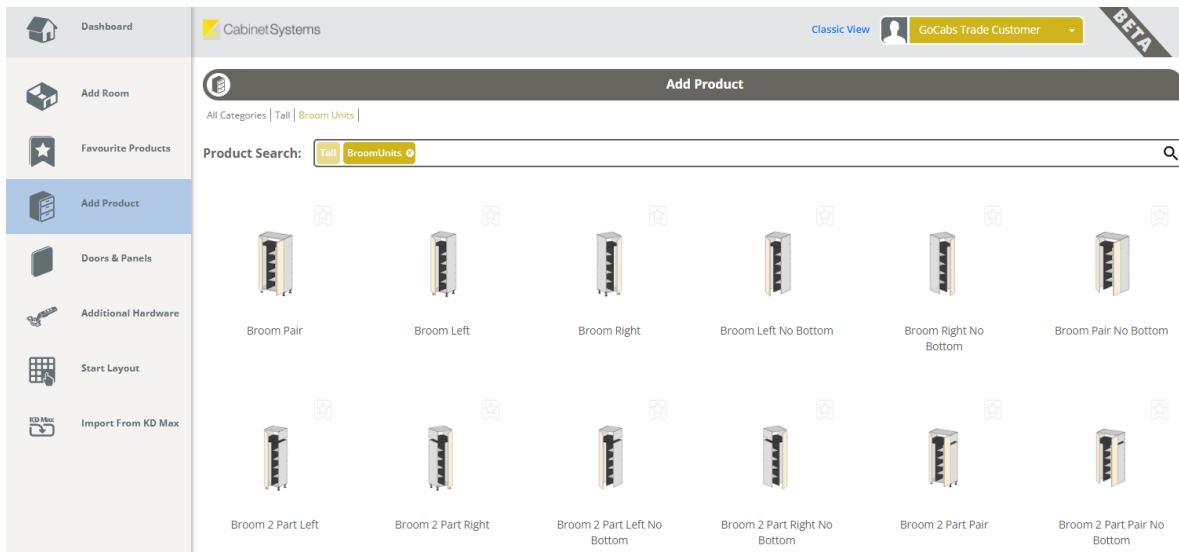 Dashboard
CabinetSystems
Classic View
GoCabs Trade Customer
BETA
Add Room
Favourite Products
Add Product
Doors & Panels
Additional Hardware
Start Layout
KD Max
Import From KD Max
Add Product
All Categories | Tall | Broom Units |
Product Search:
Tall
BroomUnits
Broom Pair
Broom Left
Broom Right
Broom Left No Bottom
Broom Right No
Bottom
Broom Pair No Bottom
Broom 2 Part Left
Broom 2 Part Right
Broom 2 Part Left No
Bottom
Broom 2 Part Right No
Bottom
Broom 2 Part Pair
Broom 2 Part Pair No
Bottom